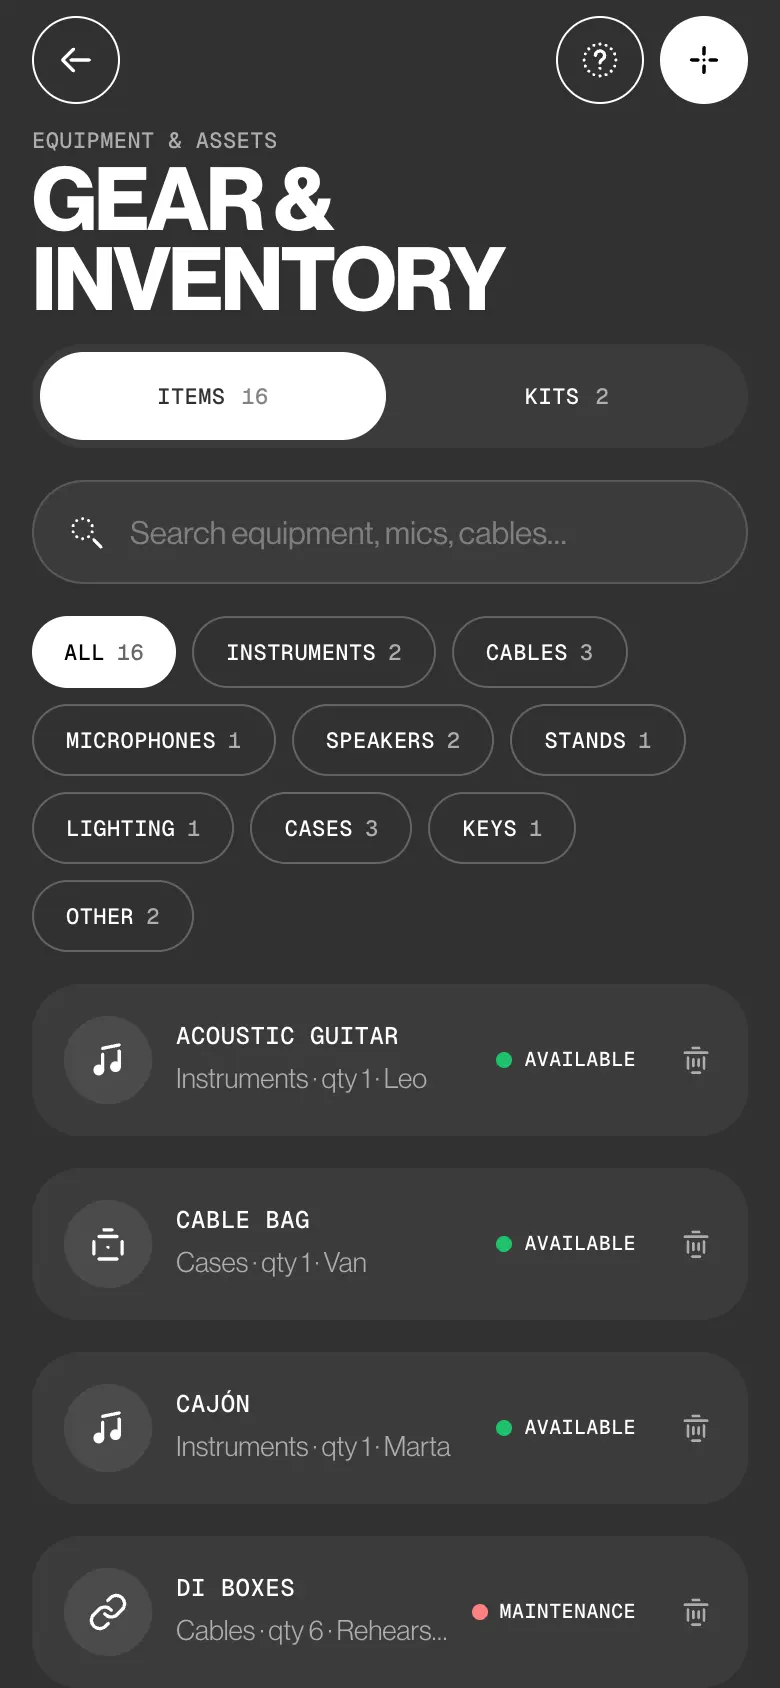 EQUIPMENT & ASSETS
GEAR &
INVENTORY
ITEMS 16
KITS 2
Search equipment, mics, cables...
ALL 16
INSTRUMENTS 2
CABLES 3
MICROPHONES 1
SPEAKERS 2
STANDS 1
LIGHTING 1
CASES 3
KEYS 1
OTHER 2
ACOUSTIC GUITAR
Instruments · qty 1 · Leo
AVAILABLE
CABLE BAG
Cases · qty 1 · Van
AVAILABLE
CAJÓN
Instruments · qty 1 · Marta
AVAILABLE
DI BOXES
Cables · qty 6 · Rehears...
MAINTENANCE